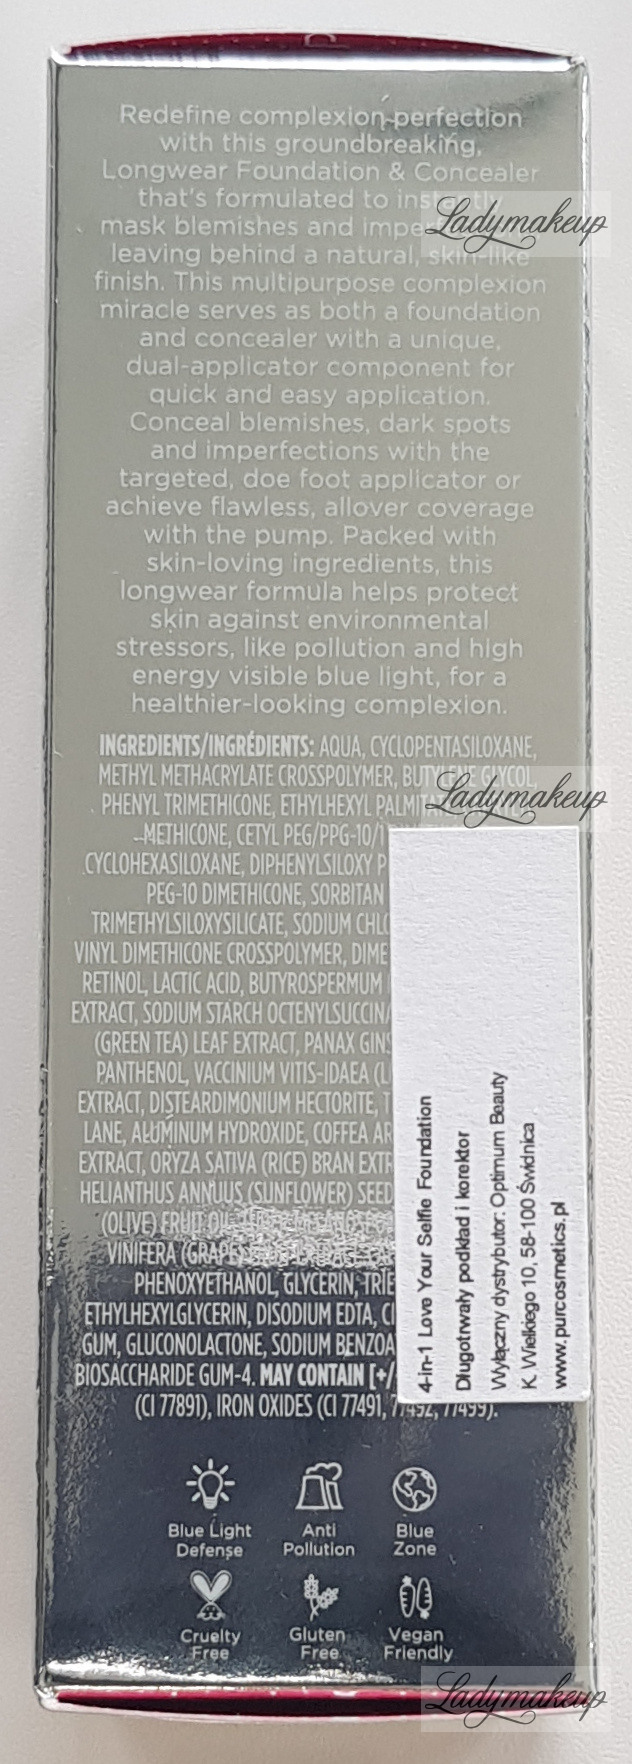 Redefine complexion perfection
with this groundbreaking,
Longwear Foundation & Concealer
that's formulated to instantly
mask blemishes and
leaving behind a natural, skin-like
finish. This multipurpose complexion
miracle serves as both a foundation
and concealer with a unique,
dual-applicator component for
quick and easy application.
Conceal blemishes, dark spots
and imperfections with the
targeted, doe foot applicator or
achieve flawless, allover coverage
with the pump. Packed with
skin-loving ingredients, this
longwear formula helps protect
skin against environmental
stressors, like pollution and high
energy visible blue light, for a
healthier-looking complexion.
INGREDIENTS/INGRÉDIENTS: AQUA, CYCLOPENTASILOXANE,
METHYL METHACRYLATE CROSSPOLYMER, BUTYLENE GLYCOL,
PHENYL TRIMETHICONE, ETHYLHEXYL
METHICONE, CETYL PEG/PPG-10/1
CYCLOHEXASILOXANE, DIPHENYLSILOXY P
PEG-10 DIMETHICONE, SORBITAN
TRIMETHYLSILOXYSILICATE, SODIUM CHLO
VINYL DIMETHICONE CROSSPOLYMER, DIME
RETINOL, LACTIC ACID, BUTYROSPERMUM
EXTRACT, SODIUM STARCH OCTENYLSUCCINA
(GREEN TEA) LEAF EXTRACT, PANAX GINS
PANTHENOL, VACCINIUM VITIS-IDAEA (L
EXTRACT, DISTEARDIMONIUM HECTORITE, T
LANE, ALUMINUM HYDROXIDE, COFFEA AR
EXTRACT, ORYZA SATIVA (RICE) BRAN EXTR
HELIANTHUS ANNUUS (SUNFLOWER) SEED
(OLIVE) FRUIT OIL,
VINIFERA (GRAPE)
PHENOXYETHANOL, GLYCERIN, TRIE
ETHYLHEXYLGLYCERIN, DISODIUM EDTA, CI
GUM, GLUCONOLACTONE, SODIUM BENZOA
BIOSACCHARIDE GUM-4. MAY CONTAIN [+/
(CI 77891), IRON OXIDES (CI 77491, 77492, 77499).
4-in-1 Love Your Selfie Foundation
Długotrwały podkład i korektor
Wyłączny dystrybutor: Optimum Beauty
K. Wielkiego 10, 58-100 Świdnica
www.purcosmetics.pl
Blue Light
Defense
Anti
Pollution
Blue
Zone
Cruelty
Free
Gluten
Free
Vegan
Friendly
Ladymakeup
Ladymakeup
Ladymakeup